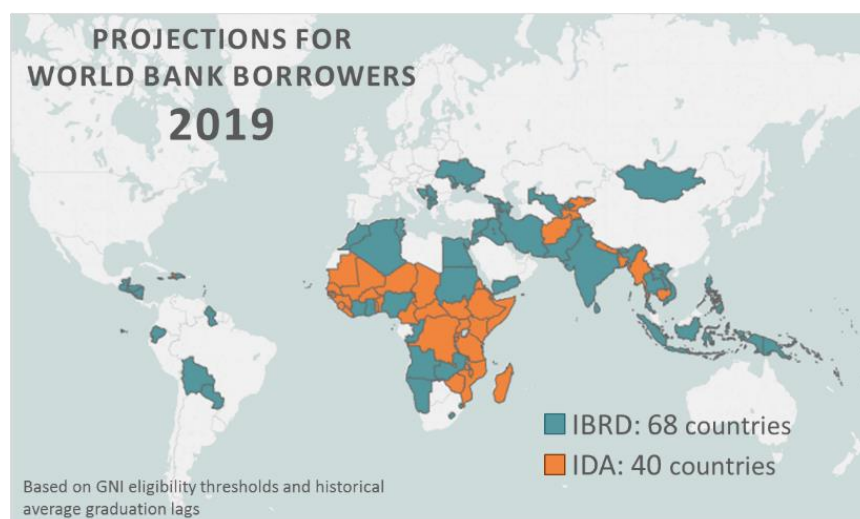 PROJECTIONS FOR
WORLD BANK BORROWERS
2019
IBRD: 68 countries
IDA: 40 countries
Based on GNI eligibility thresholds and historical
average graduation lags